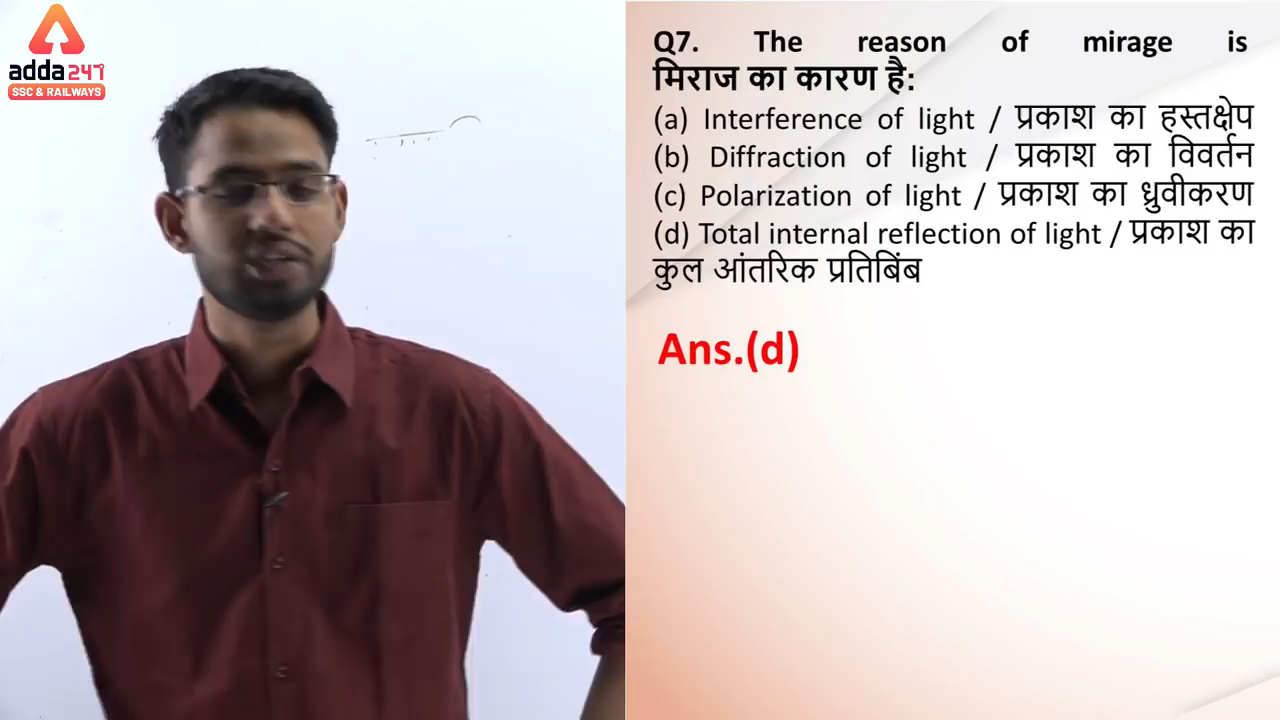 adda247
SSC & RAILWAYS
Q7. The reason of mirage is
मिराज का कारण है:
(a) Interference of light / प्रकाश का हस्तक्षेप
(b) Diffraction of light / प्रकाश का विवर्तन
(c) Polarization of light / प्रकाश का ध्रुवीकरण
(d) Total internal reflection of light / प्रकाश का
कुल आंतरिक प्रतिबिंब
Ans.(d)